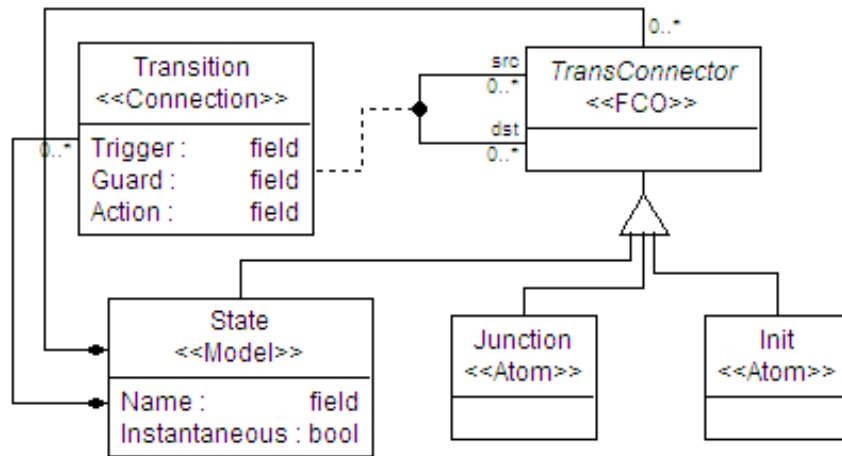 0..*
Transition
<<Connection>>
Trigger : field
Guard : field
Action : field
0..*
src
0..*
dst
0..*
TransConnector
<<FCO>>
State
<<Model>>
Name : field
Instantaneous : bool
Junction
<<Atom>>
Init
<<Atom>>